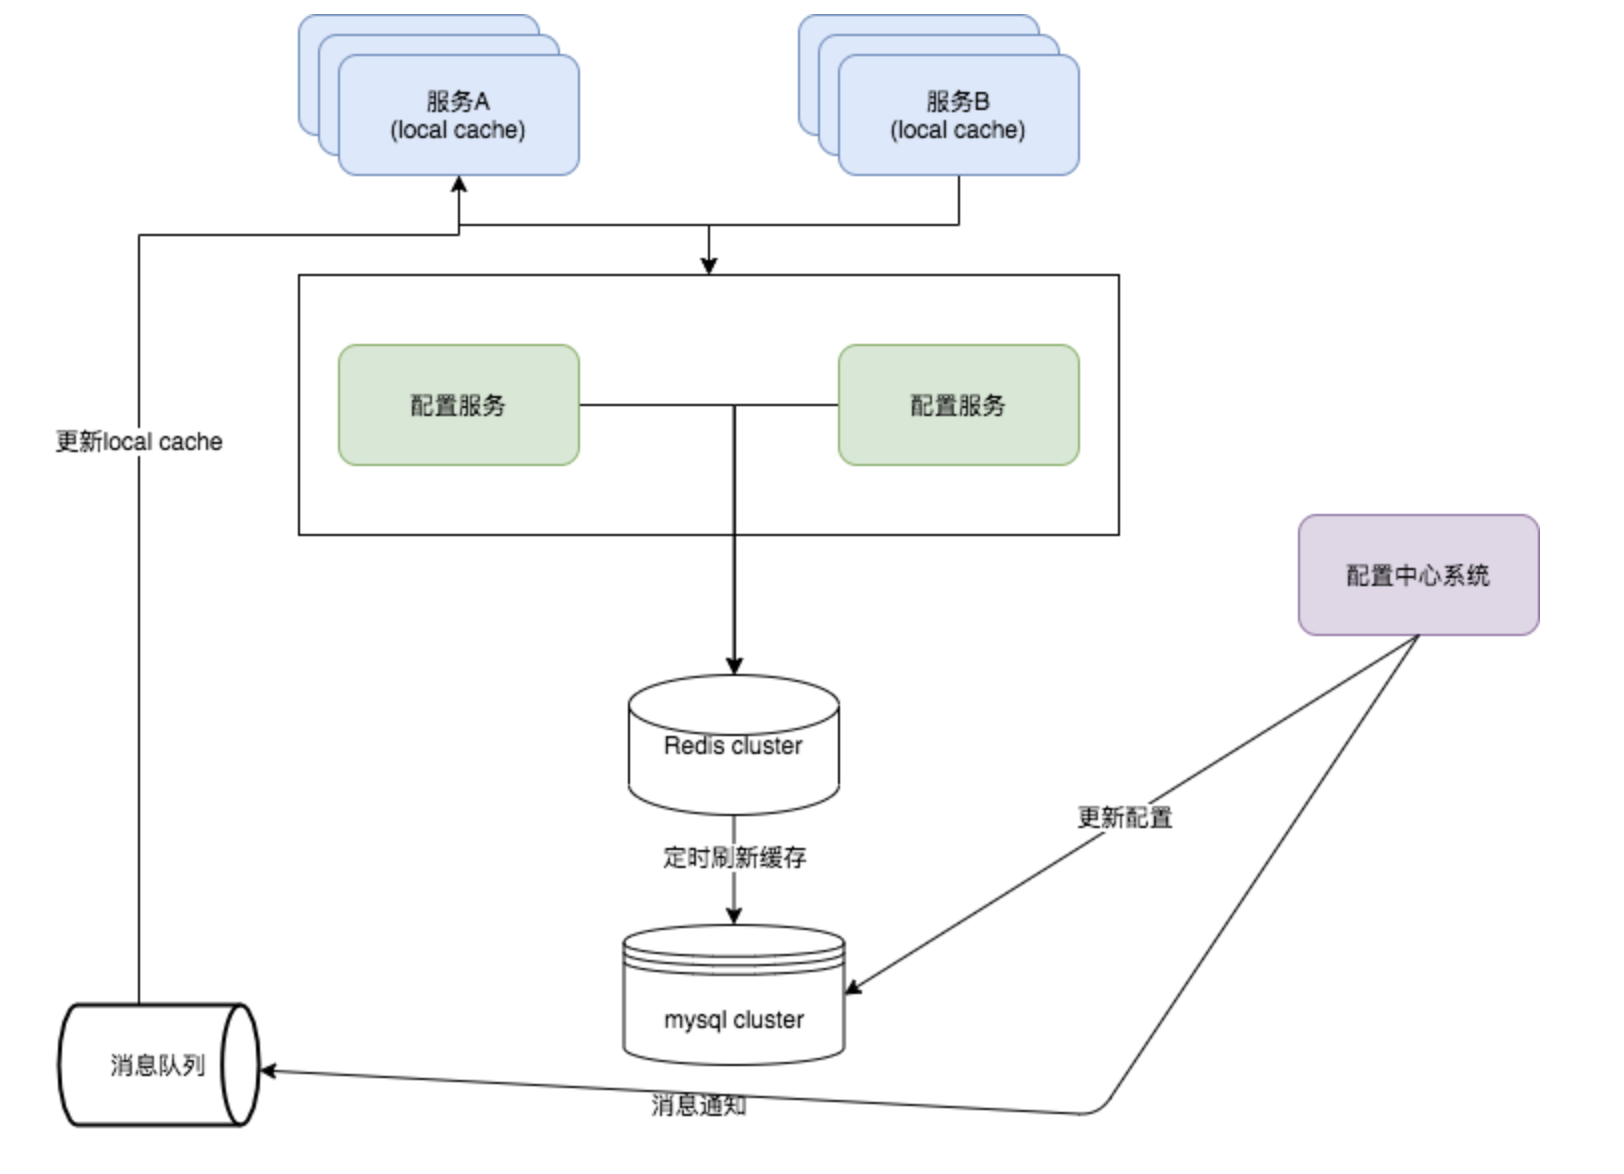 服务A
(local cache)
服务B
(local cache)
配置服务
配置服务
更新local cache
配置中心系统
Redis cluster
更新配置
定时刷新缓存
mysql cluster
消息队列
消息通知